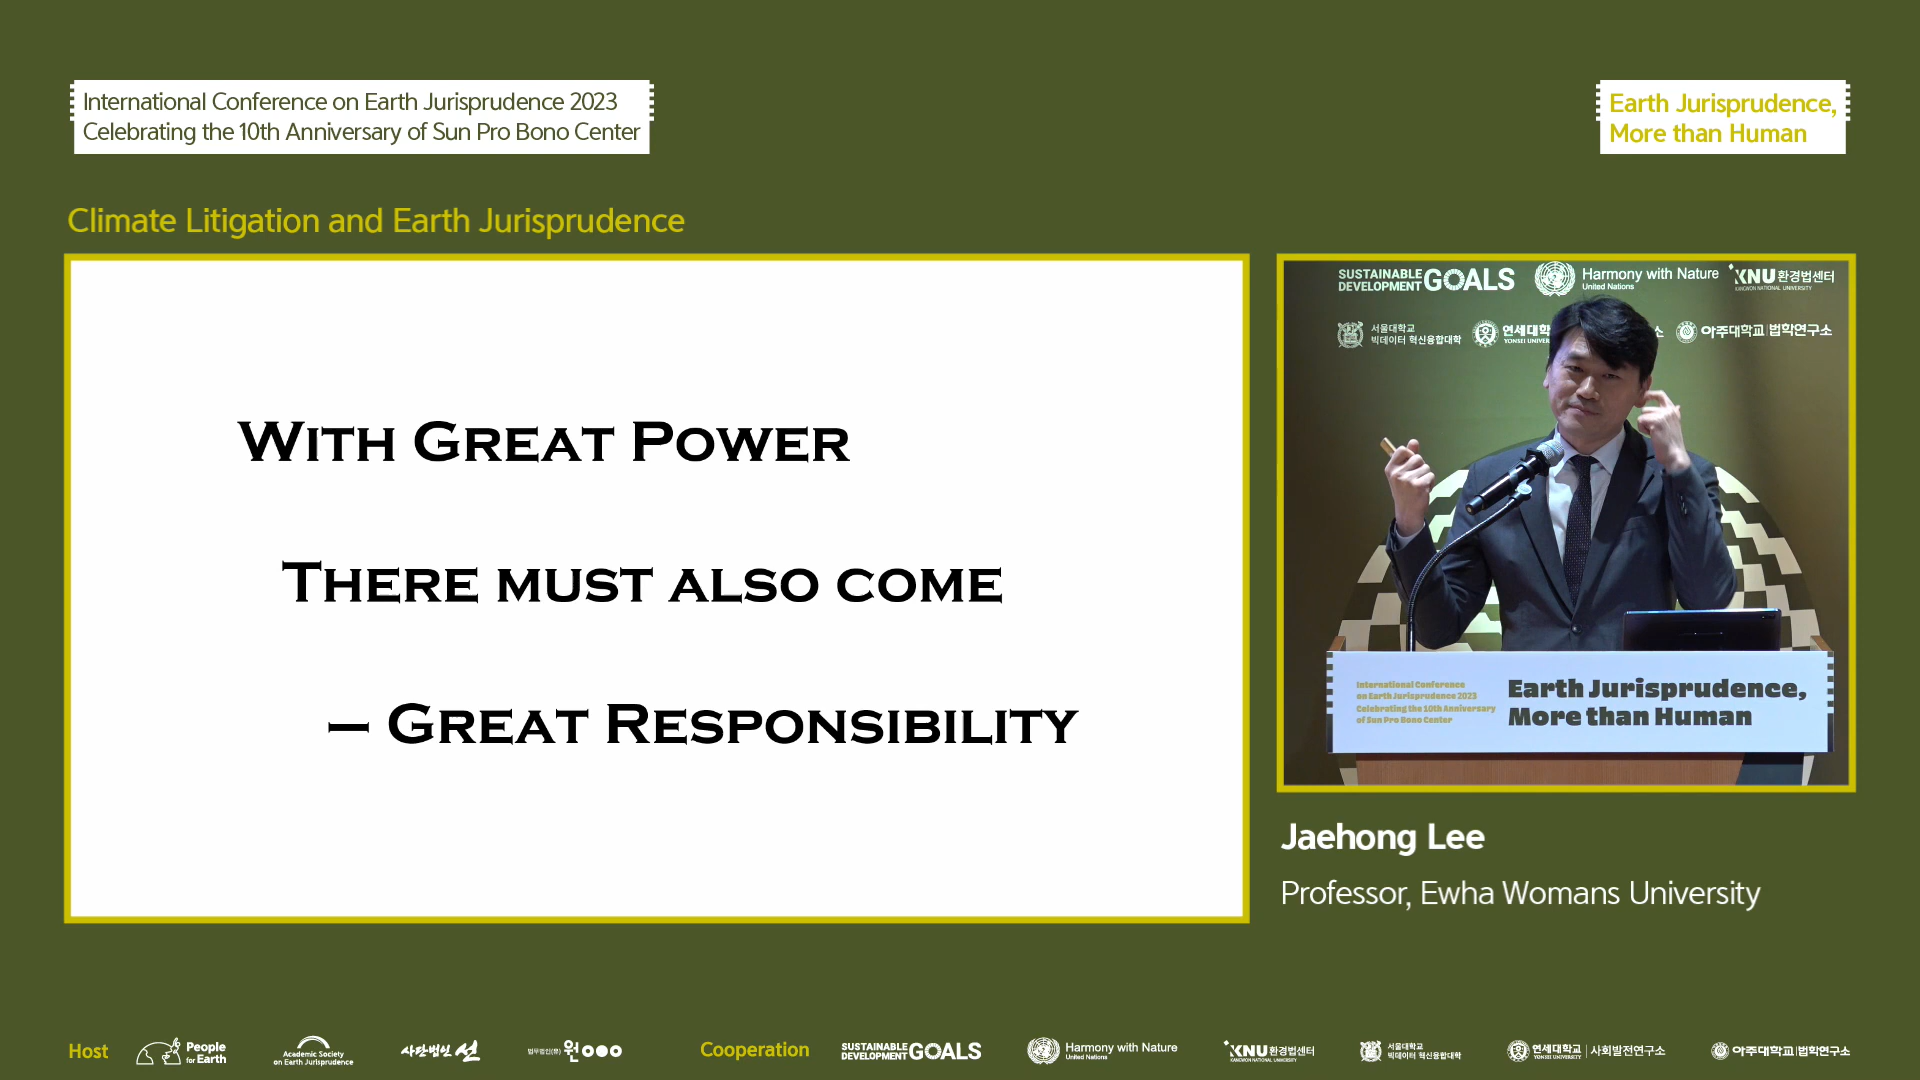 International Conference on Earth Jurisprudence 2023
Celebrating the 10th Anniversary of Sun Pro Bono Center
Earth Jurisprudence,
More than Human
Climate Litigation and Earth Jurisprudence
WITH GREAT POWER
THERE MUST ALSO COME
– GREAT RESPONSIBILITY
SUSTAINABLE
DEVELOPMENT GOALS
Harmony with Nature
United Nations
KNU환경법센터
KANGWON NATIONAL UNIVERSITY
서울대학교
빅데이터 혁신융합대학
연세대학
YONSEI UNIVER
소
아주대학교 법학연구소
International Conference
on Earth Jurisprudence 2023
Celebrating the 10th Anniversary
of Sun Pro Bono Center
Earth Jurisprudence,
More than Human
Jaehong Lee
Professor, Ewha Womans University
Host
People
for Earth
Academic Society
on Earth Jurisprudence
사단법인 선
법무법인(유) 원
Cooperation
SUSTAINABLE
DEVELOPMENT GOALS
Harmony with Nature
United Nations
KNU환경법센터
KANGWON NATIONAL UNIVERSITY
서울대학교
빅데이터 혁신융합대학
연세대학교 사회발전연구소
YONSEI UNIVERSITY
아주대학교 법학연구소